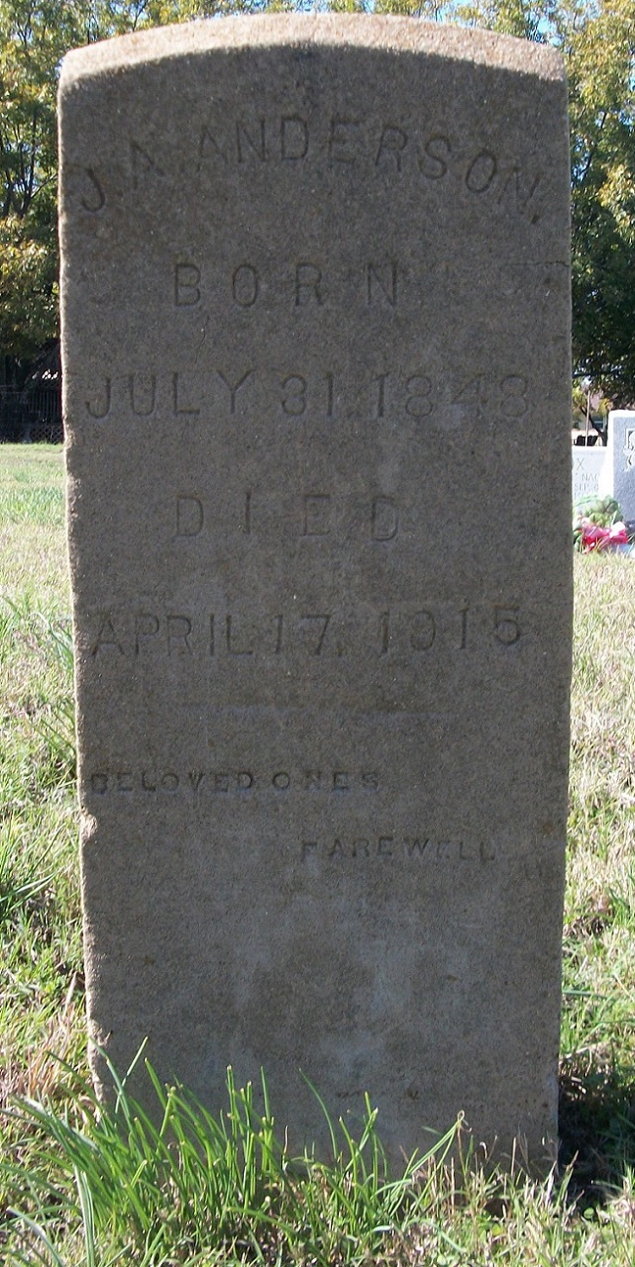 J A ANDERSON.
BORN
JULY 31 1848
DIED
APRIL 17, 1915
BELOVED ONES
FAREWELL